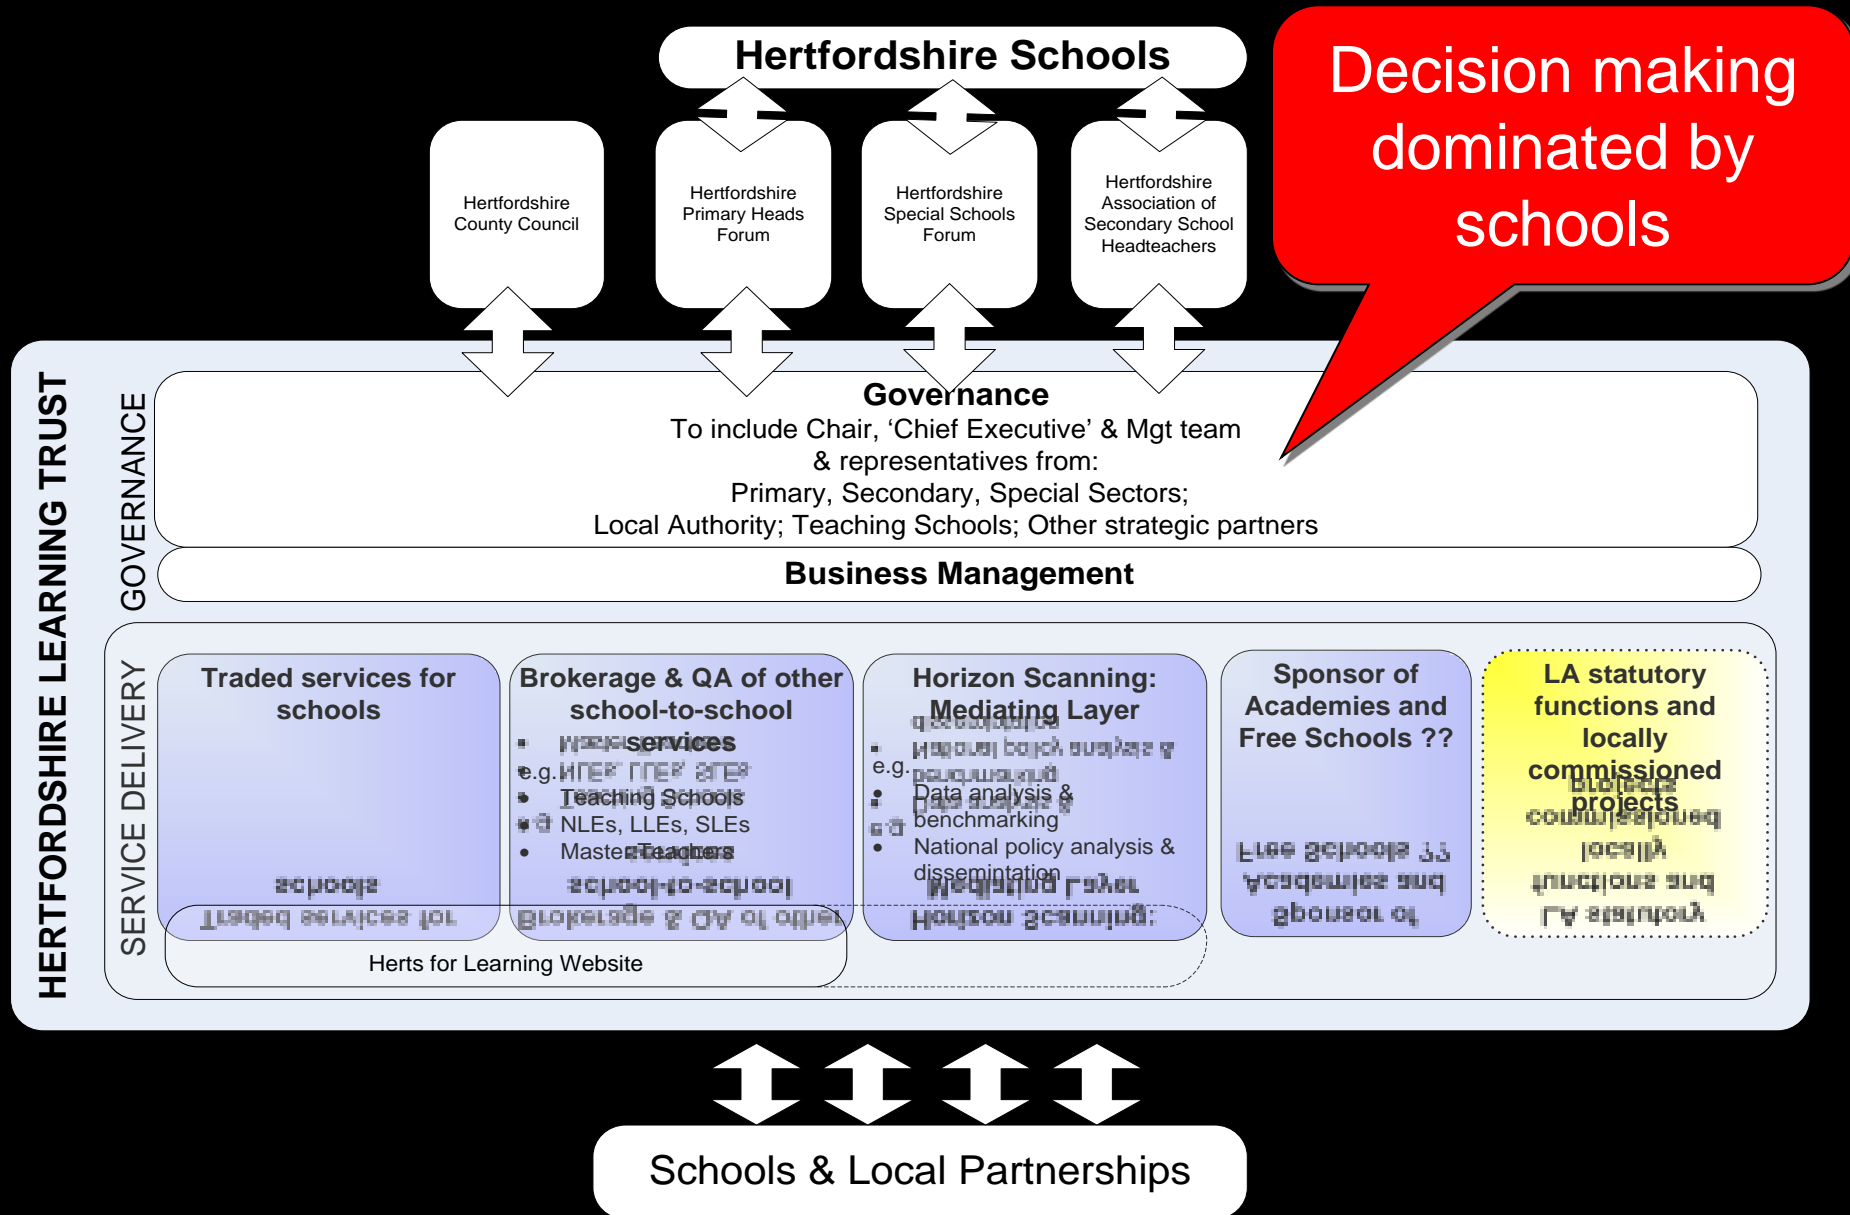 Hertfordshire Schools
Decision making
dominated by
schools
Hertfordshire
County Council
Hertfordshire
Primary Heads
Forum
Hertfordshire
Special Schools
Forum
Hertfordshire
Association of
Secondary School
Headteachers
HERTFORDSHIRE LEARNING TRUST
GOVERNANCE
Governance
To include Chair, ‘Chief Executive’ & Mgt team
& representatives from:
Primary, Secondary, Special Sectors;
Local Authority; Teaching Schools; Other strategic partners
Business Management
SERVICE DELIVERY
Traded services for
schools
Brokerage & QA of other
school-to-school
services
e.g.
• Teaching Schools
• NLEs, LLEs, SLEs
• Master Teachers
Horizon Scanning:
Mediating Layer
e.g.
• Data analysis &
benchmarking
• National policy analysis &
dissemintation
Sponsor of
Academies and
Free Schools ??
LA statutory
functions and
locally
commissioned
projects
Herts for Learning Website
Schools & Local Partnerships